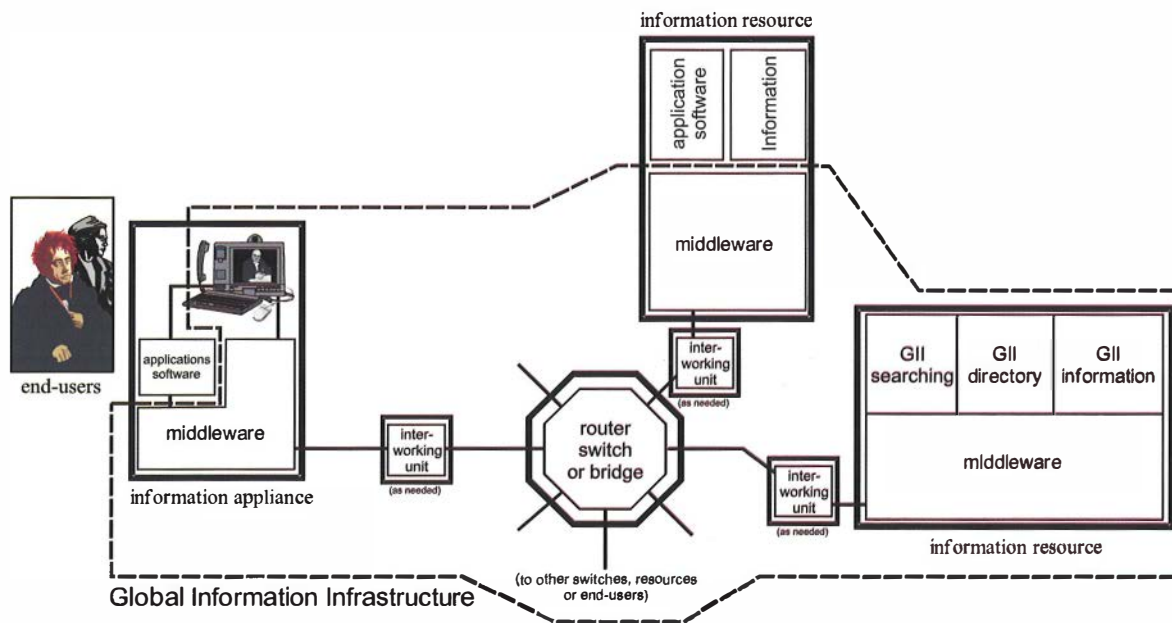 information resource
application
software
Information
middleware
end-users
applications
software
middleware
information appliance
inter-
working
unit
(as needed)
router
switch
or bridge
inter-
working
unit
(as needed)
inter-
working
unit
(as needed)
GII
searching
GII
directory
GII
information
mIddleware
information resource
(to other switches, resources
or end-users)
Global Information Infrastructure